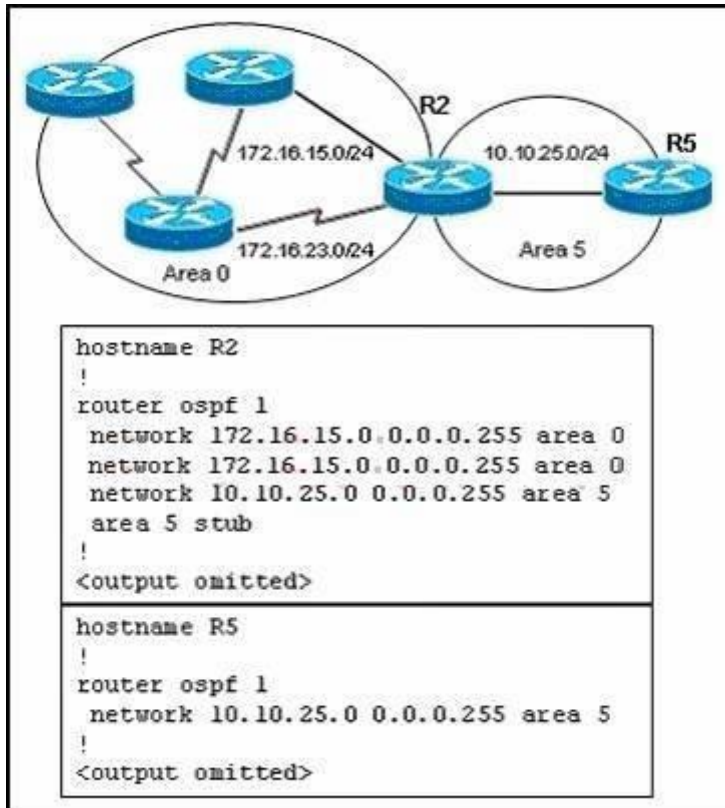 R2
R5
172.16.15.0/24
10.10.25.0/24
172.16.23.0/24
Area 0
Area 5
hostname R2
!
router ospf 1
network 172.16.15.0 0.0.0.255 area 0
network 172.16.15.0 0.0.0.255 area 0
network 10.10.25.0 0.0.0.255 area 5
area 5 stub
!
<output omitted>
hostname R5
!
router ospf 1
network 10.10.25.0 0.0.0.255 area 5
!
<output omitted>